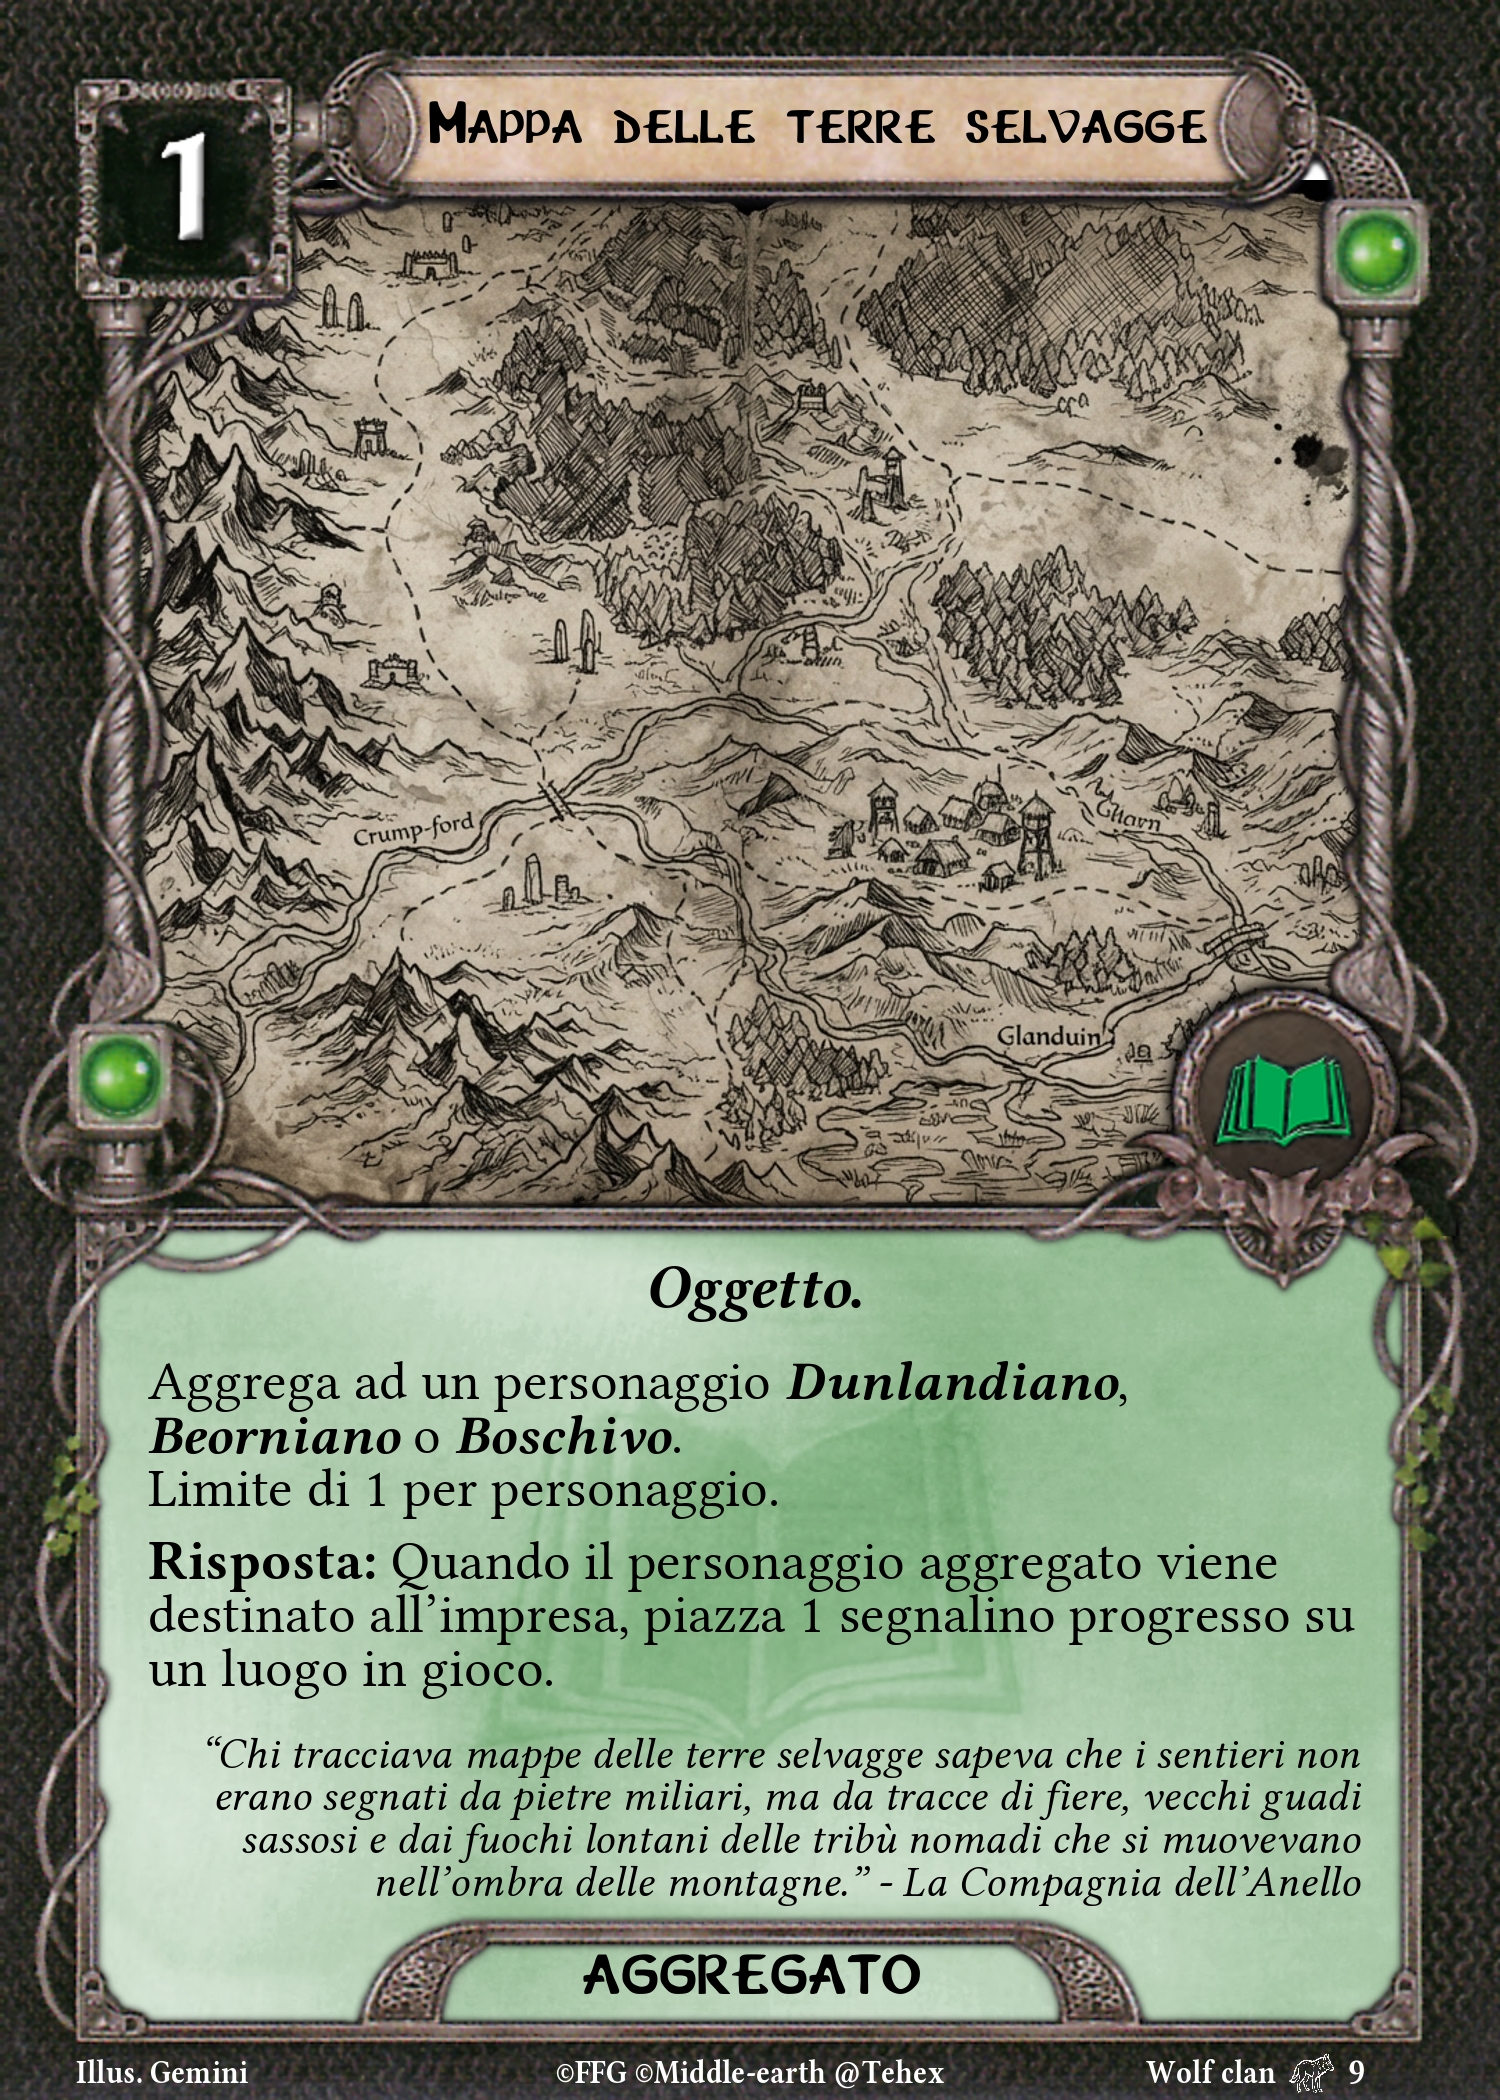 1
Mappa delle terre selvagge
Crump-ford
Gharn
Glanduin
Oggetto.
Aggrega ad un personaggio Dunlandiano,
Beorniano o Boschivo.
Limite di 1 per personaggio.
Risposta: Quando il personaggio aggregato viene
destinato all’impresa, piazza 1 segnalino progresso su
un luogo in gioco.
“Chi tracciava mappe delle terre selvagge sapeva che i sentieri non
erano segnati da pietre miliari, ma da tracce di fiere, vecchi guadi
sassosi e dai fuochi lontani delle tribù nomadi che si muovevano
nell’ombra delle montagne.” - La Compagnia dell’Anello
AGGREGATO
Illus. Gemini
©FFG ©Middle-earth @Tehex
Wolf clan 9